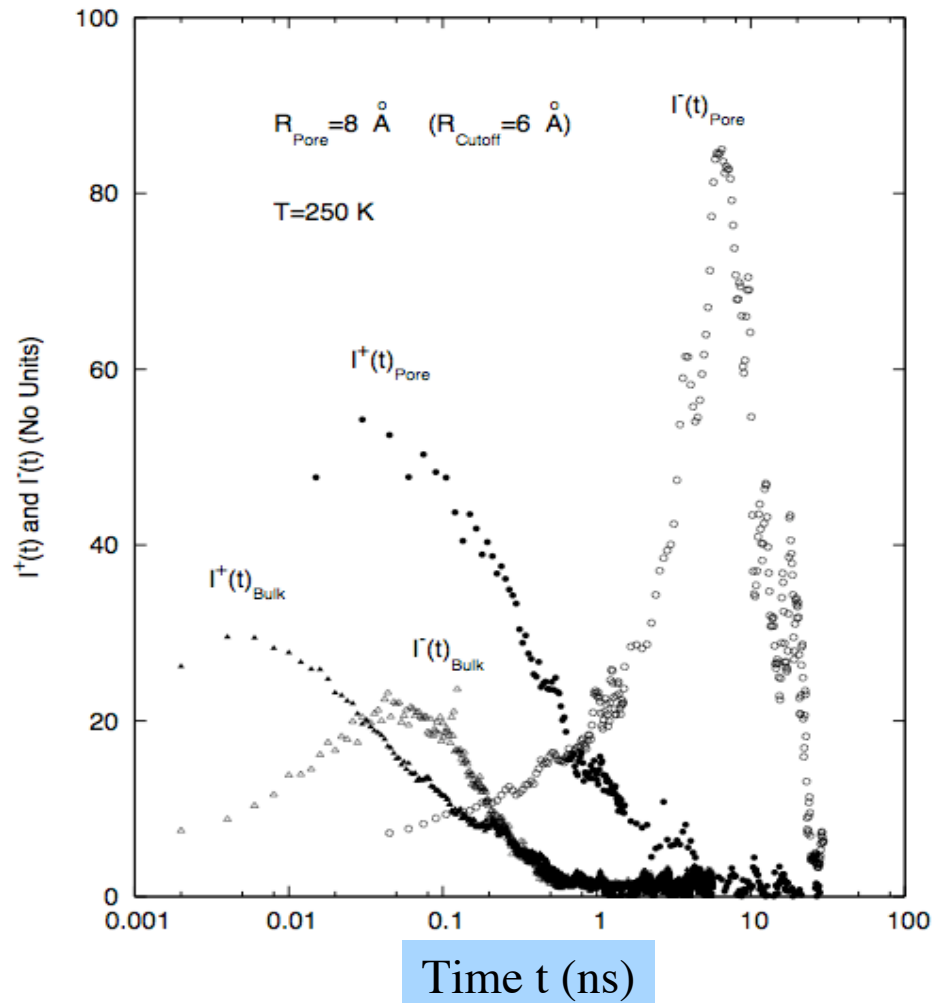 100
80
60
40
20
0
I⁺(t) and I⁻(t) (No Units)
R_Pore=8 Å (R_Cutoff=6 Å)
T=250 K
I⁻(t)_Pore
I⁺(t)_Pore
I⁺(t)_Bulk
I⁻(t)_Bulk
0.001 0.01 0.1 1 10 100
Time t (ns)